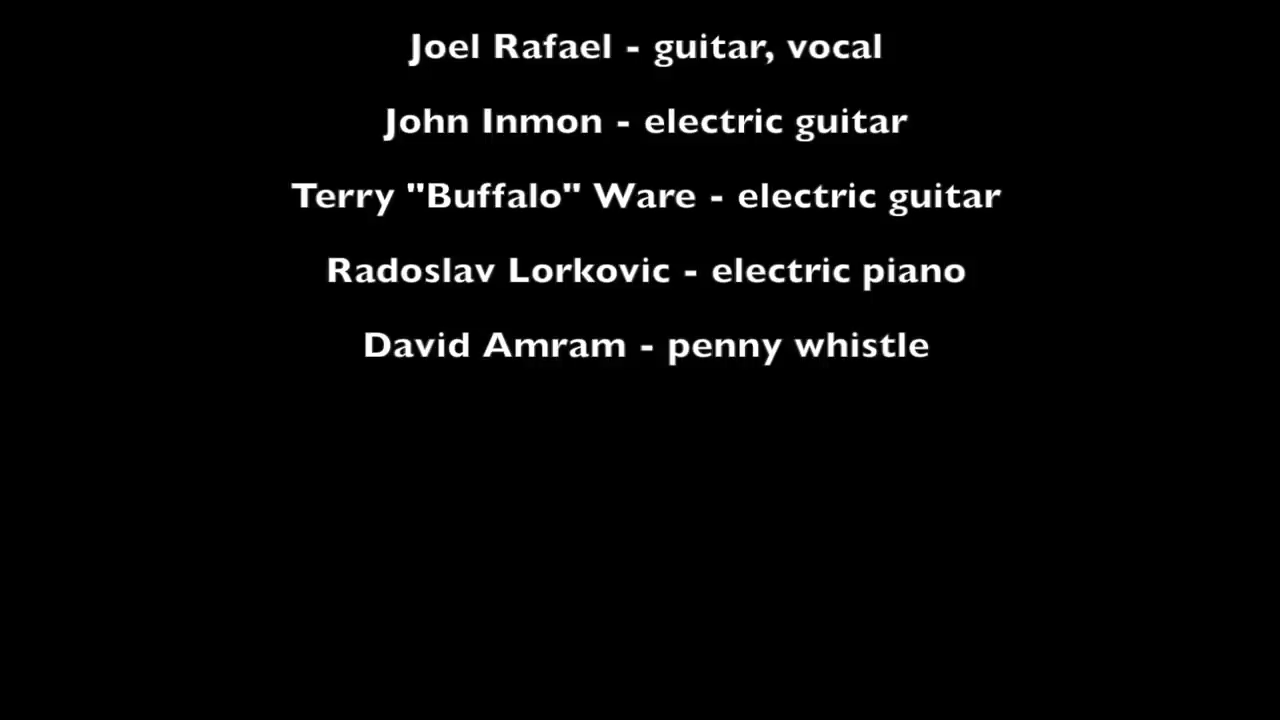 Joel Rafael - guitar, vocal
John Inmon - electric guitar
Terry "Buffalo" Ware - electric guitar
Radoslav Lorkovic - electric piano
David Amram - penny whistle